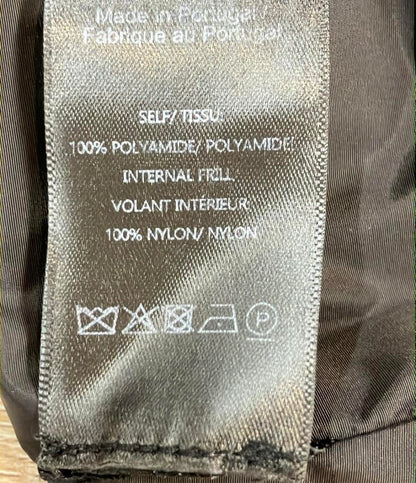 Made in Portugal
Fabrique au Portugal
SELF/ TISSU:
100% POLYAMIDE/ POLYAMIDE
INTERNAL FRILL
VOLANT INTÉRIEUR
100% NYLON/ NYLON
P